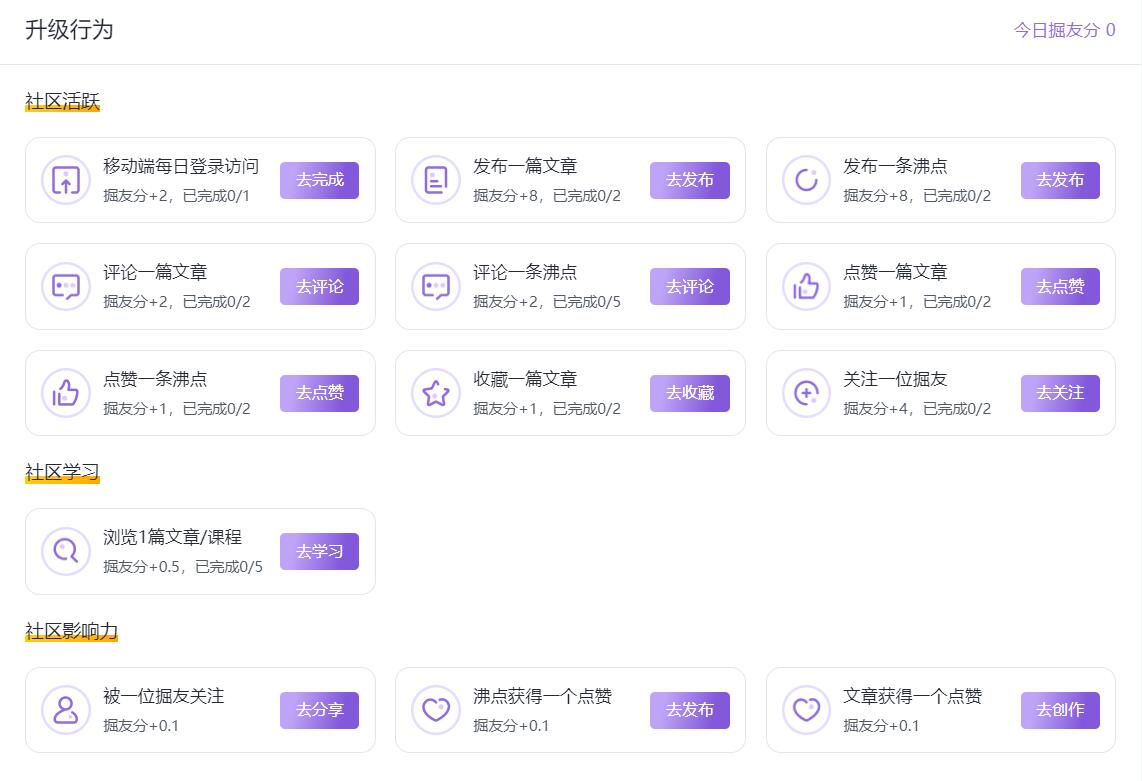 升级行为
今日掘友分 0
社区活跃
移动端每日登录访问
掘友分+2，已完成0/1
去完成
发布一篇文章
掘友分+8，已完成0/2
去发布
发布一条沸点
掘友分+8，已完成0/2
去发布
评论一篇文章
掘友分+2，已完成0/2
去评论
评论一条沸点
掘友分+2，已完成0/5
去评论
点赞一篇文章
掘友分+1，已完成0/2
去点赞
点赞一条沸点
掘友分+1，已完成0/2
去点赞
收藏一篇文章
掘友分+1，已完成0/2
去收藏
关注一位掘友
掘友分+4，已完成0/2
去关注
社区学习
浏览1篇文章/课程
掘友分+0.5，已完成0/5
去学习
社区影响力
被一位掘友关注
掘友分+0.1
去分享
沸点获得一个点赞
掘友分+0.1
去发布
文章获得一个点赞
掘友分+0.1
去创作